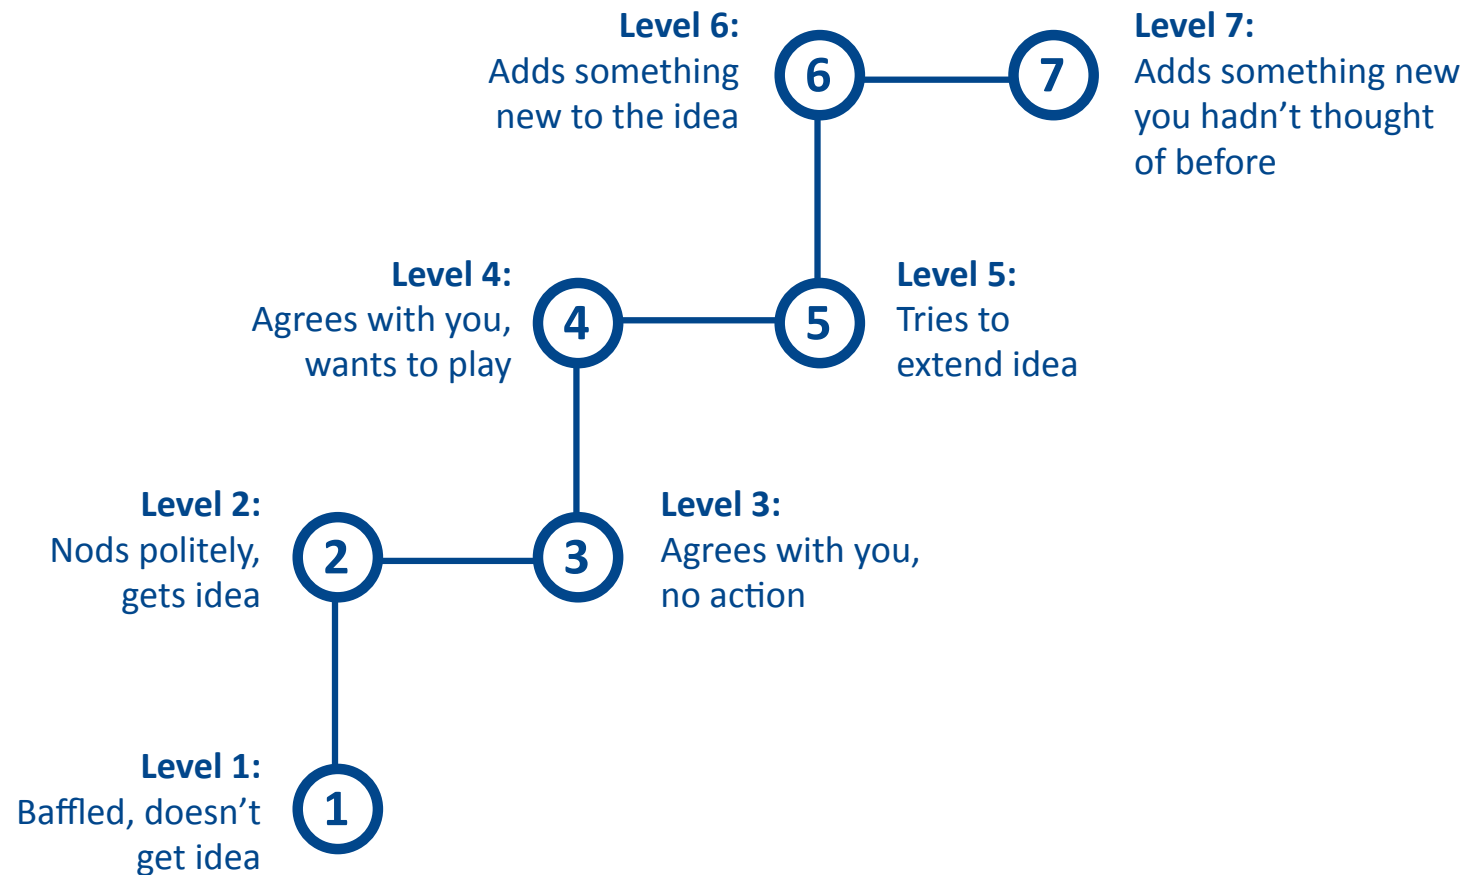 Level 6:
Adds something
new to the idea
6
7
Level 7:
Adds something new
you hadn't thought
of before
Level 4:
Agrees with you,
wants to play
4
5
Level 5:
Tries to
extend idea
Level 2:
Nods politely,
gets idea
2
3
Level 3:
Agrees with you,
no action
Level 1:
Baffled, doesn't
get idea
1